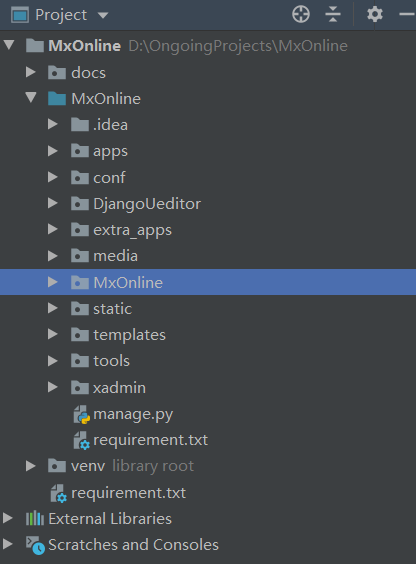 Project
MxOnline D:\OngoingProjects\MxOnline
docs
MxOnline
.idea
apps
conf
DjangoUeditor
extra_apps
media
MxOnline
static
templates
tools
xadmin
manage.py
requirement.txt
venv library root
requirement.txt
External Libraries
Scratches and Consoles